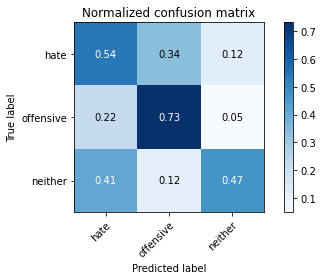 Normalized confusion matrix
True label
hate 0.54 0.34 0.12
offensive 0.22 0.73 0.05
neither 0.41 0.12 0.47
hate offensive neither
Predicted label
0.7
0.6
0.5
0.4
0.3
0.2
0.1